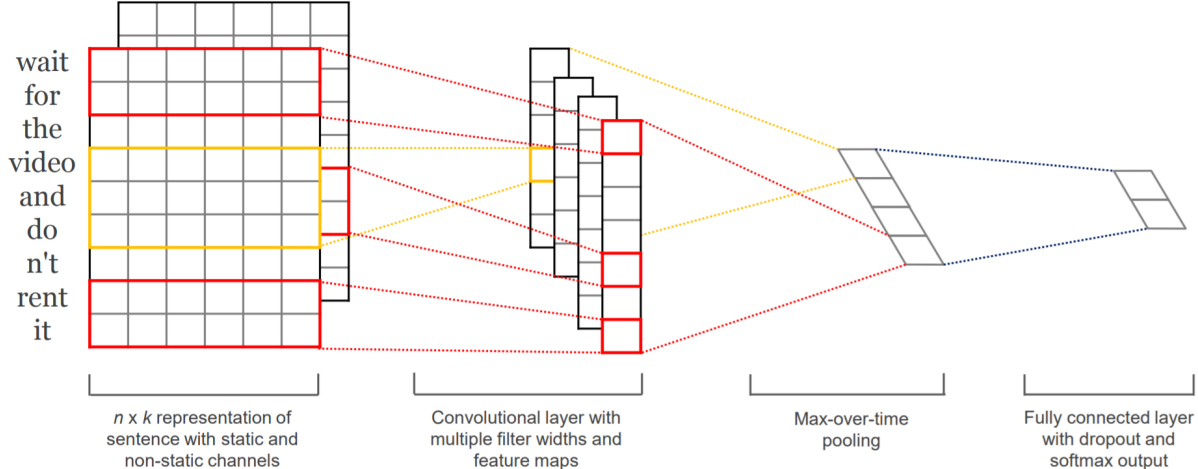 wait
for
the
video
and
do
n't
rent
it
n x k representation of
sentence with static and
non-static channels
Convolutional layer with
multiple filter widths and
feature maps
Max-over-time
pooling
Fully connected layer
with dropout and
softmax output